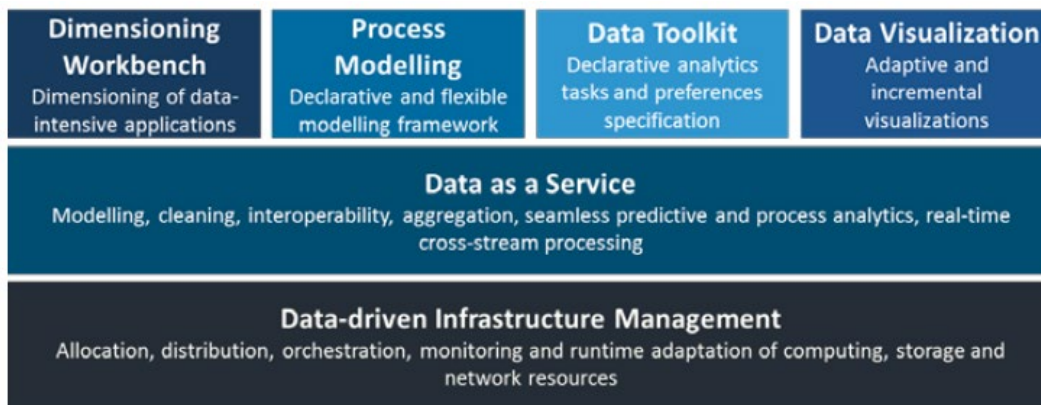 Dimensioning
Workbench
Dimensioning of data-
intensive applications
Process
Modelling
Declarative and flexible
modelling framework
Data Toolkit
Declarative analytics
tasks and preferences
specification
Data Visualization
Adaptive and
incremental
visualizations
Data as a Service
Modelling, cleaning, interoperability, aggregation, seamless predictive and process analytics, real-time
cross-stream processing
Data-driven Infrastructure Management
Allocation, distribution, orchestration, monitoring and runtime adaptation of computing, storage and
network resources